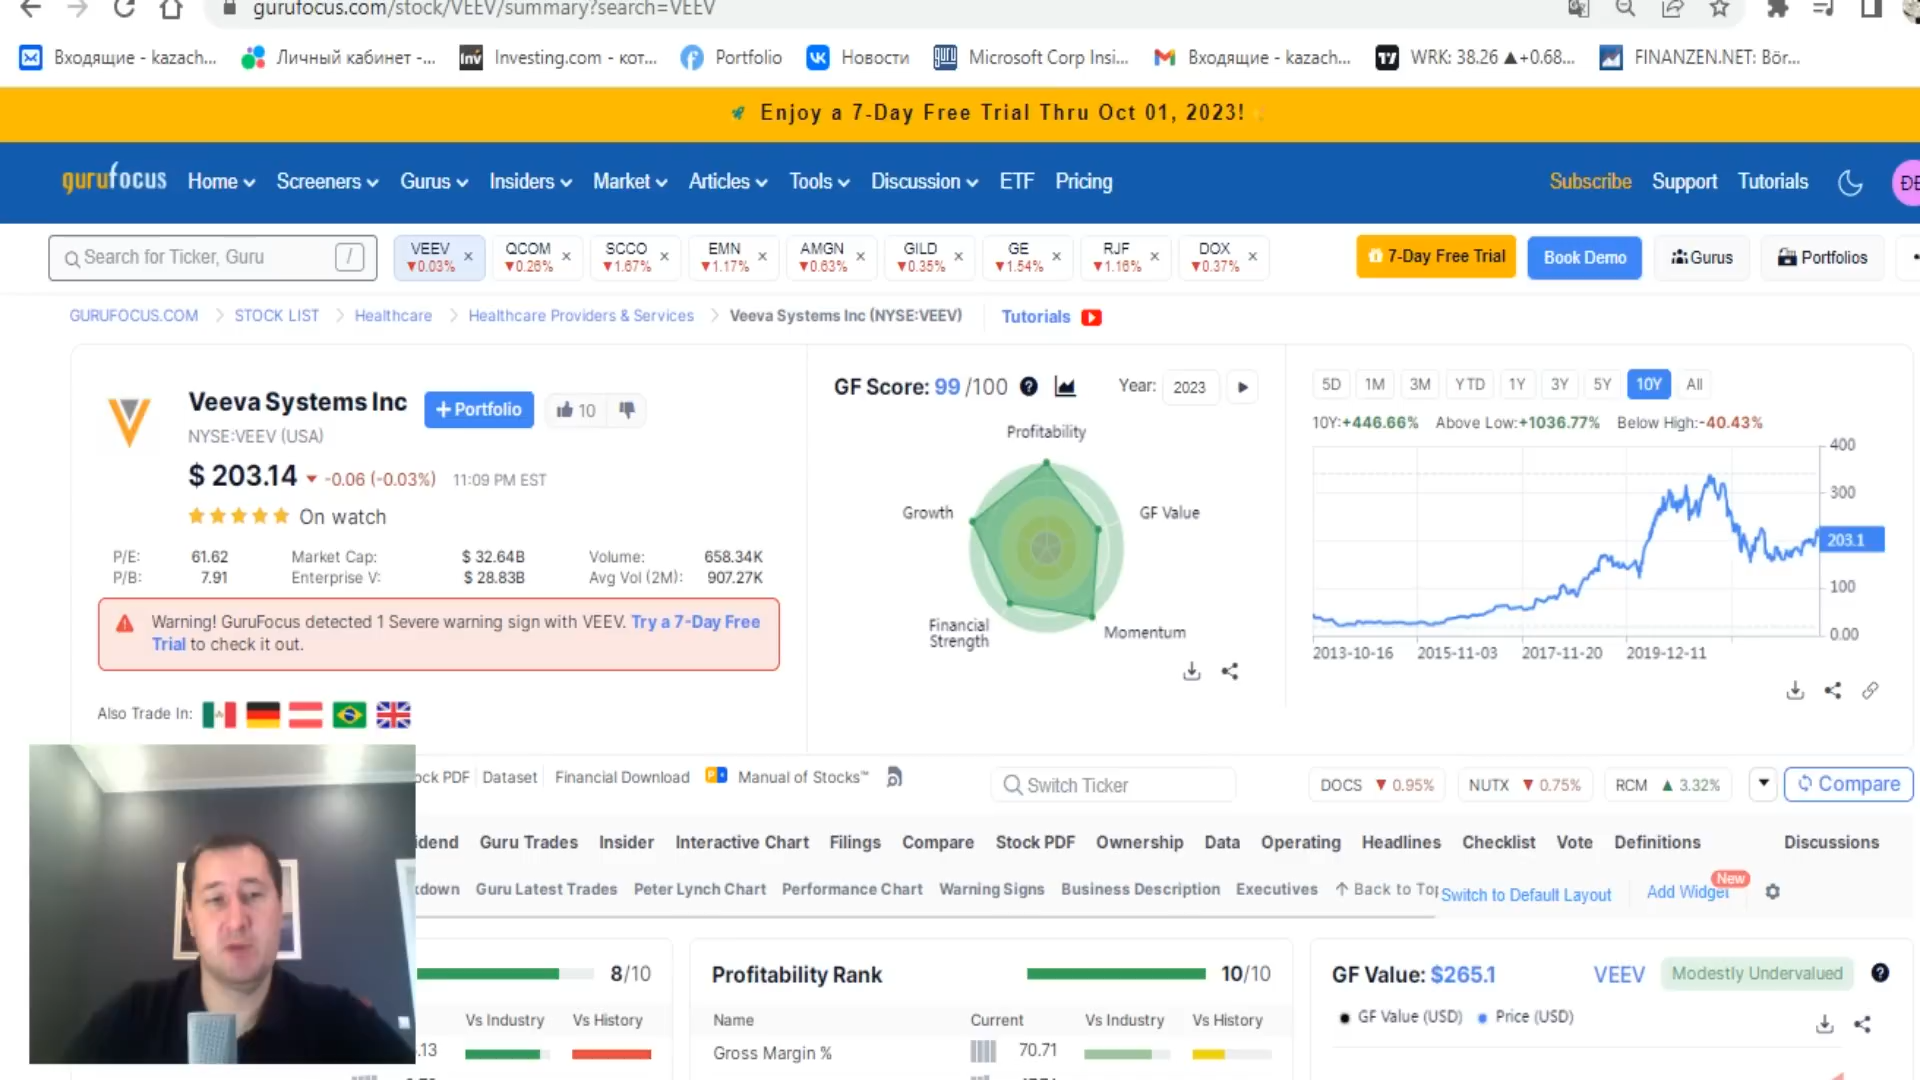 gurufocus.com/stock/VEEV/summary?search=VEEV
Входящие - kazach...
Личный кабинет -...
Inv
Investing.com - кот...
Portfolio
Новости
Microsoft Corp Insi...
Входящие - kazach...
WRK: 38.26 ▲+0.68...
FINANZEN.NET: Bör...
Enjoy a 7-Day Free Trial Thru Oct 01, 2023!
gurufocus
Home
Screeners
Gurus
Insiders
Market
Articles
Tools
Discussion
ETF
Pricing
Subscribe
Support
Tutorials
Search for Ticker, Guru /
VEEV ×
▼0.03%
QCOM ×
▼0.26%
SCCO ×
▼1.67%
EMN ×
▼1.17%
AMGN ×
▼0.63%
GILD ×
▼0.35%
GE ×
▼1.54%
RJF ×
▼1.16%
DOX ×
▼0.37%
7-Day Free Trial
Book Demo
Gurus
Portfolios
GURUFOCUS.COM > STOCK LIST > Healthcare > Healthcare Providers & Services > Veeva Systems Inc (NYSE:VEEV)
Tutorials
Veeva Systems Inc
+ Portfolio
10
NYSE:VEEV (USA)
$ 203.14 ▼ -0.06 (-0.03%) 11:09 PM EST
On watch
P/E: 61.62 Market Cap: $ 32.64B Volume: 658.34K
P/B: 7.91 Enterprise V: $ 28.83B Avg Vol (2M): 907.27K
Warning! GuruFocus detected 1 Severe warning sign with VEEV. Try a 7-Day Free
Trial to check it out.
Also Trade In:
GF Score: 99 /100
Year: 2023
Profitability
Growth
GF Value
Financial
Strength
Momentum
5D 1M 3M YTD 1Y 3Y 5Y 10Y All
10Y:+446.66% Above Low:+1036.77% Below High:-40.43%
400
300
203.1
100
0.00
2013-10-16 2015-11-03 2017-11-20 2019-12-11
ock PDF
Dataset
Financial Download
Manual of Stocks™
Switch Ticker
DOCS ▼ 0.95%
NUTX ▼ 0.75%
RCM ▲ 3.32%
Compare
idend Guru Trades Insider Interactive Chart Filings Compare Stock PDF Ownership Data Operating Headlines Checklist Vote Definitions Discussions
kdown Guru Latest Trades Peter Lynch Chart Performance Chart Warning Signs Business Description Executives ↑ Back to Top
Switch to Default Layout
Add Widget
New
8/10
Vs Industry Vs History
.13
Profitability Rank 10/10
Name Current Vs Industry Vs History
Gross Margin % 70.71
GF Value: $265.1 VEEV Modestly Undervalued
GF Value (USD) Price (USD)